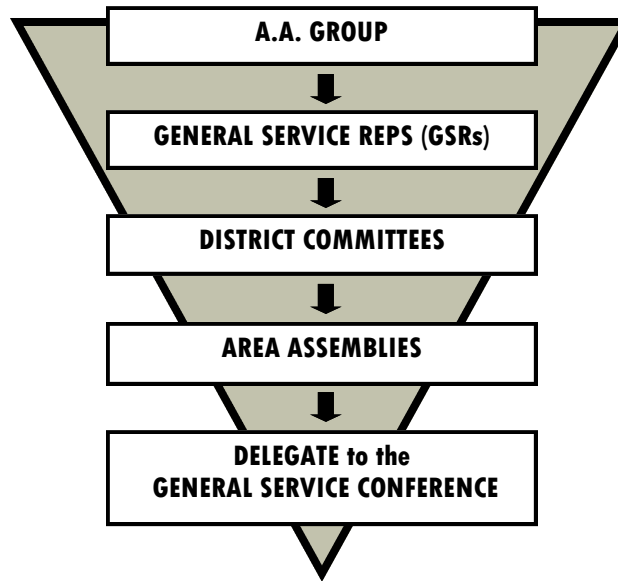 A.A. GROUP
GENERAL SERVICE REPS (GSRs)
DISTRICT COMMITTEES
AREA ASSEMBLIES
DELEGATE to the
GENERAL SERVICE CONFERENCE